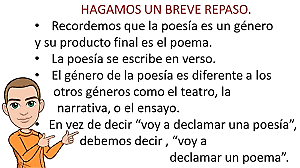 HAGAMOS UN BREVE REPASO.
• Recordemos que la poesía es un género
y su producto final es el poema.
• La poesía se escribe en verso.
• El género de la poesía es diferente a los
otros géneros como el teatro, la
narrativa, o el ensayo.
En vez de decir “voy a declamar una poesía”,
debemos decir , “voy a
declamar un poema”.